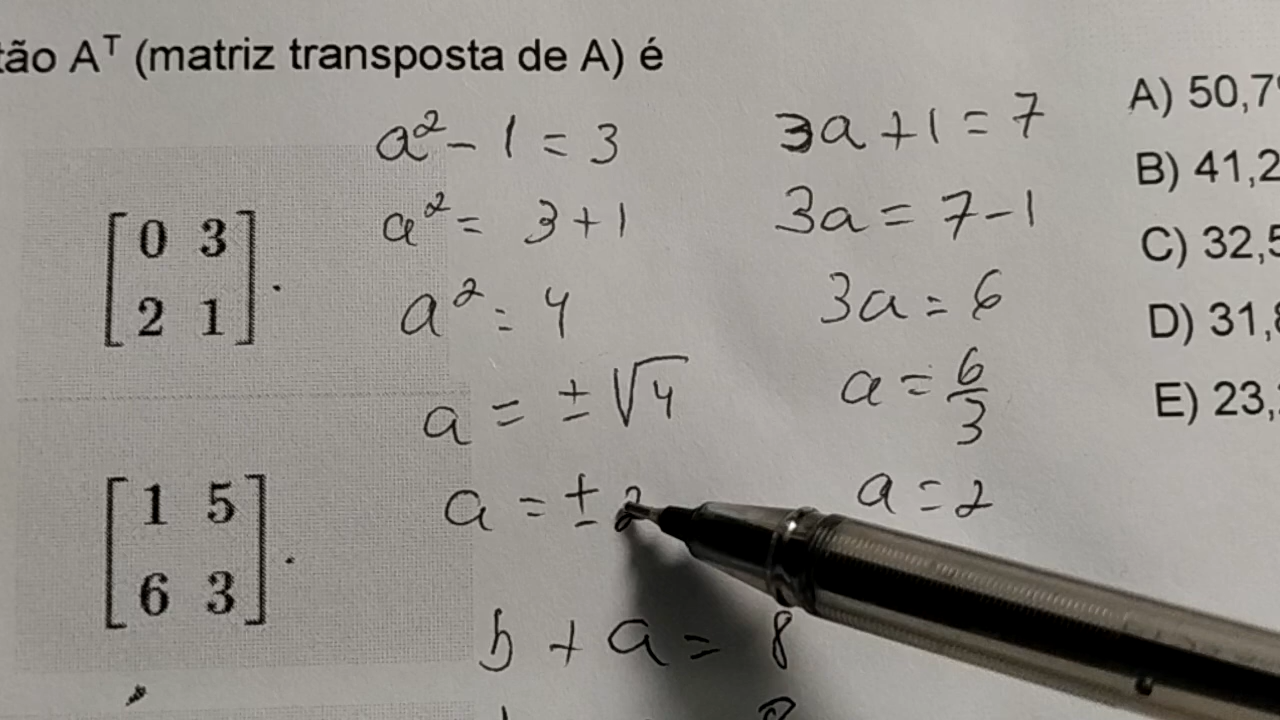 tão Aᵀ (matriz transposta de A) é
[0 3
2 1].
[1 5
6 3].
a² - 1 = 3
a² = 3 + 1
a² = 4
a = ± √4
a = ± 2
b + a = 8
3a + 1 = 7
3a = 7 - 1
3a = 6
a = 6/3
a = 2
A) 50,7
B) 41,2
C) 32,5
D) 31,8
E) 23,